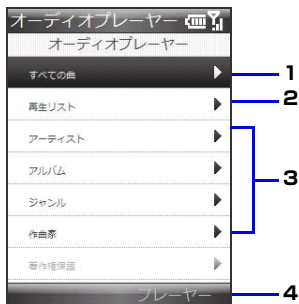 オーディオプレーヤー
オーディオプレーヤー
すべての曲 1
再生リスト 2
アーティスト
アルバム
ジャンル 3
作曲家
著作権保護
プレーヤー 4